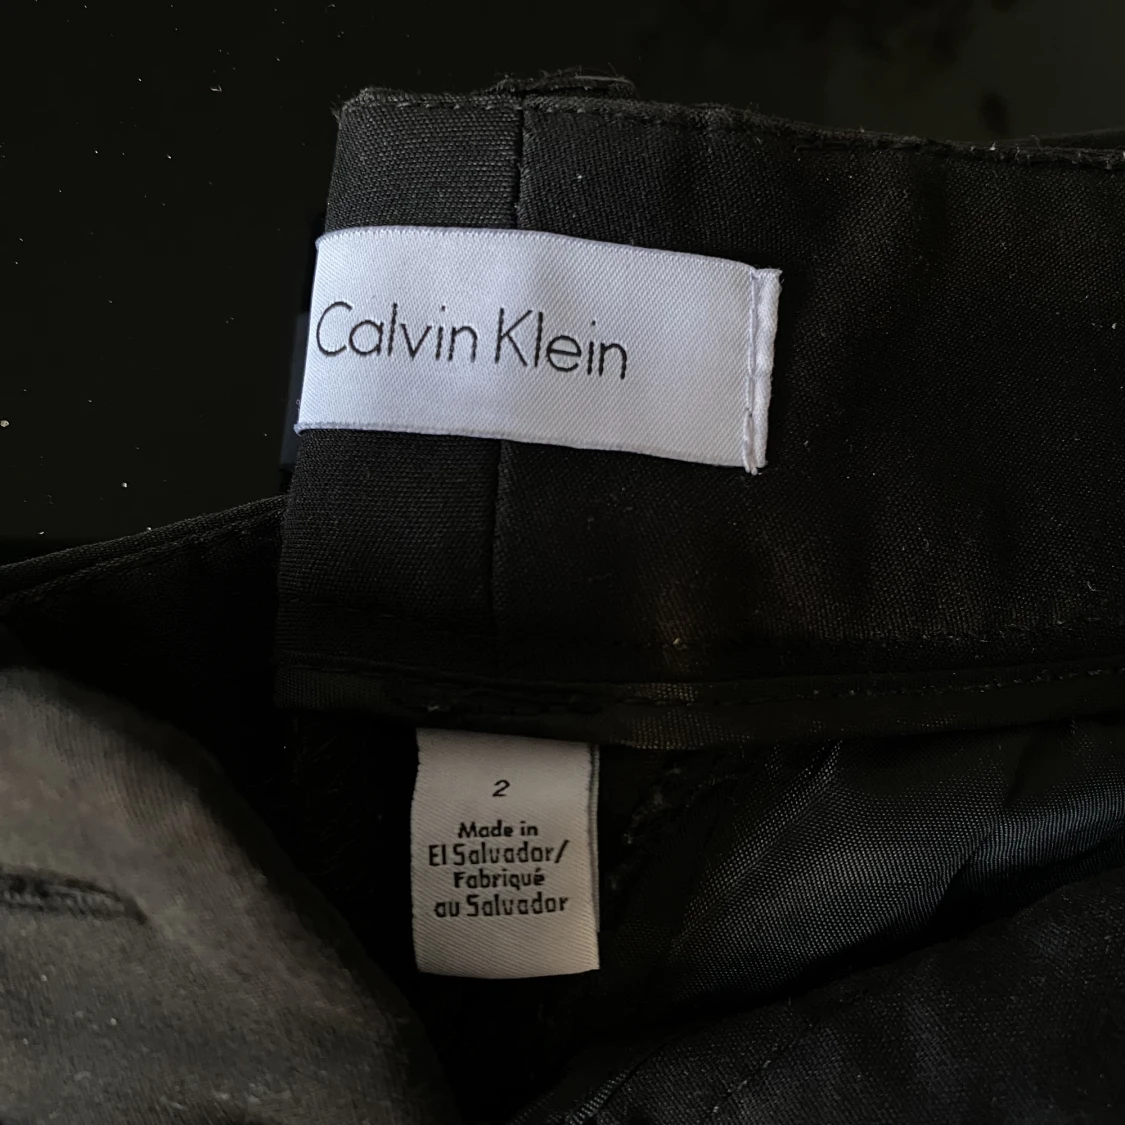 Calvin Klein
2
Made in
El Salvador/
Fabriqué
au Salvador